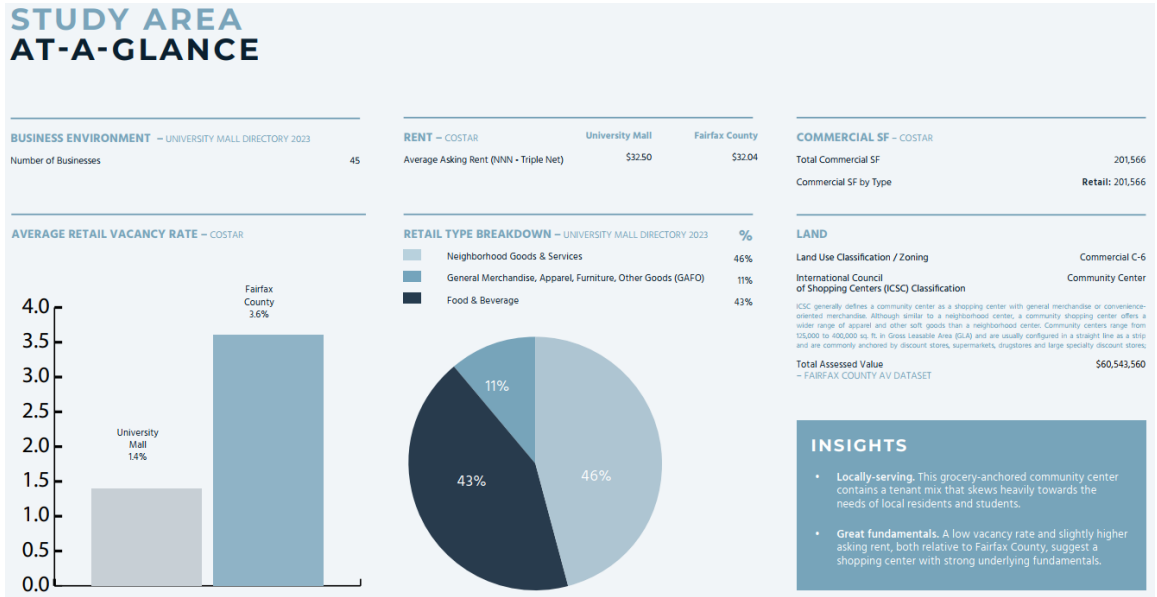 STUDY AREA
AT-A-GLANCE
BUSINESS ENVIRONMENT – UNIVERSITY MALL DIRECTORY 2023
Number of Businesses 45
RENT – COSTAR University Mall Fairfax County
Average Asking Rent (NNN • Triple Net) $32.50 $32.04
COMMERCIAL SF – COSTAR
Total Commercial SF 201,566
Commercial SF by Type Retail: 201,566
AVERAGE RETAIL VACANCY RATE – COSTAR
4.0
3.5
3.0
2.5
2.0
1.5
1.0
0.5
0.0
University
Mall
1.4%
Fairfax
County
3.6%
RETAIL TYPE BREAKDOWN – UNIVERSITY MALL DIRECTORY 2023 %
Neighborhood Goods & Services 46%
General Merchandise, Apparel, Furniture, Other Goods (GAFO) 11%
Food & Beverage 43%
11%
43%
46%
LAND
Land Use Classification / Zoning Commercial C-6
International Council Community Center
of Shopping Centers (ICSC) Classification
ICSC generally defines a community center as a shopping center with general merchandise or convenience-
oriented merchandise. Although similar to a neighborhood center, a community shopping center offers a
wider range of apparel and other soft goods than a neighborhood center. Community centers range from
125,000 to 400,000 sq. ft. in Gross Leasable Area (GLA) and are usually configured in a straight line as a strip
and are commonly anchored by discount stores, supermarkets, drugstores and large specialty discount stores;
Total Assessed Value $60,543,560
– FAIRFAX COUNTY AV DATASET
INSIGHTS
• Locally-serving. This grocery-anchored community center
contains a tenant mix that skews heavily towards the
needs of local residents and students.
• Great fundamentals. A low vacancy rate and slightly higher
asking rent, both relative to Fairfax County, suggest a
shopping center with strong underlying fundamentals.